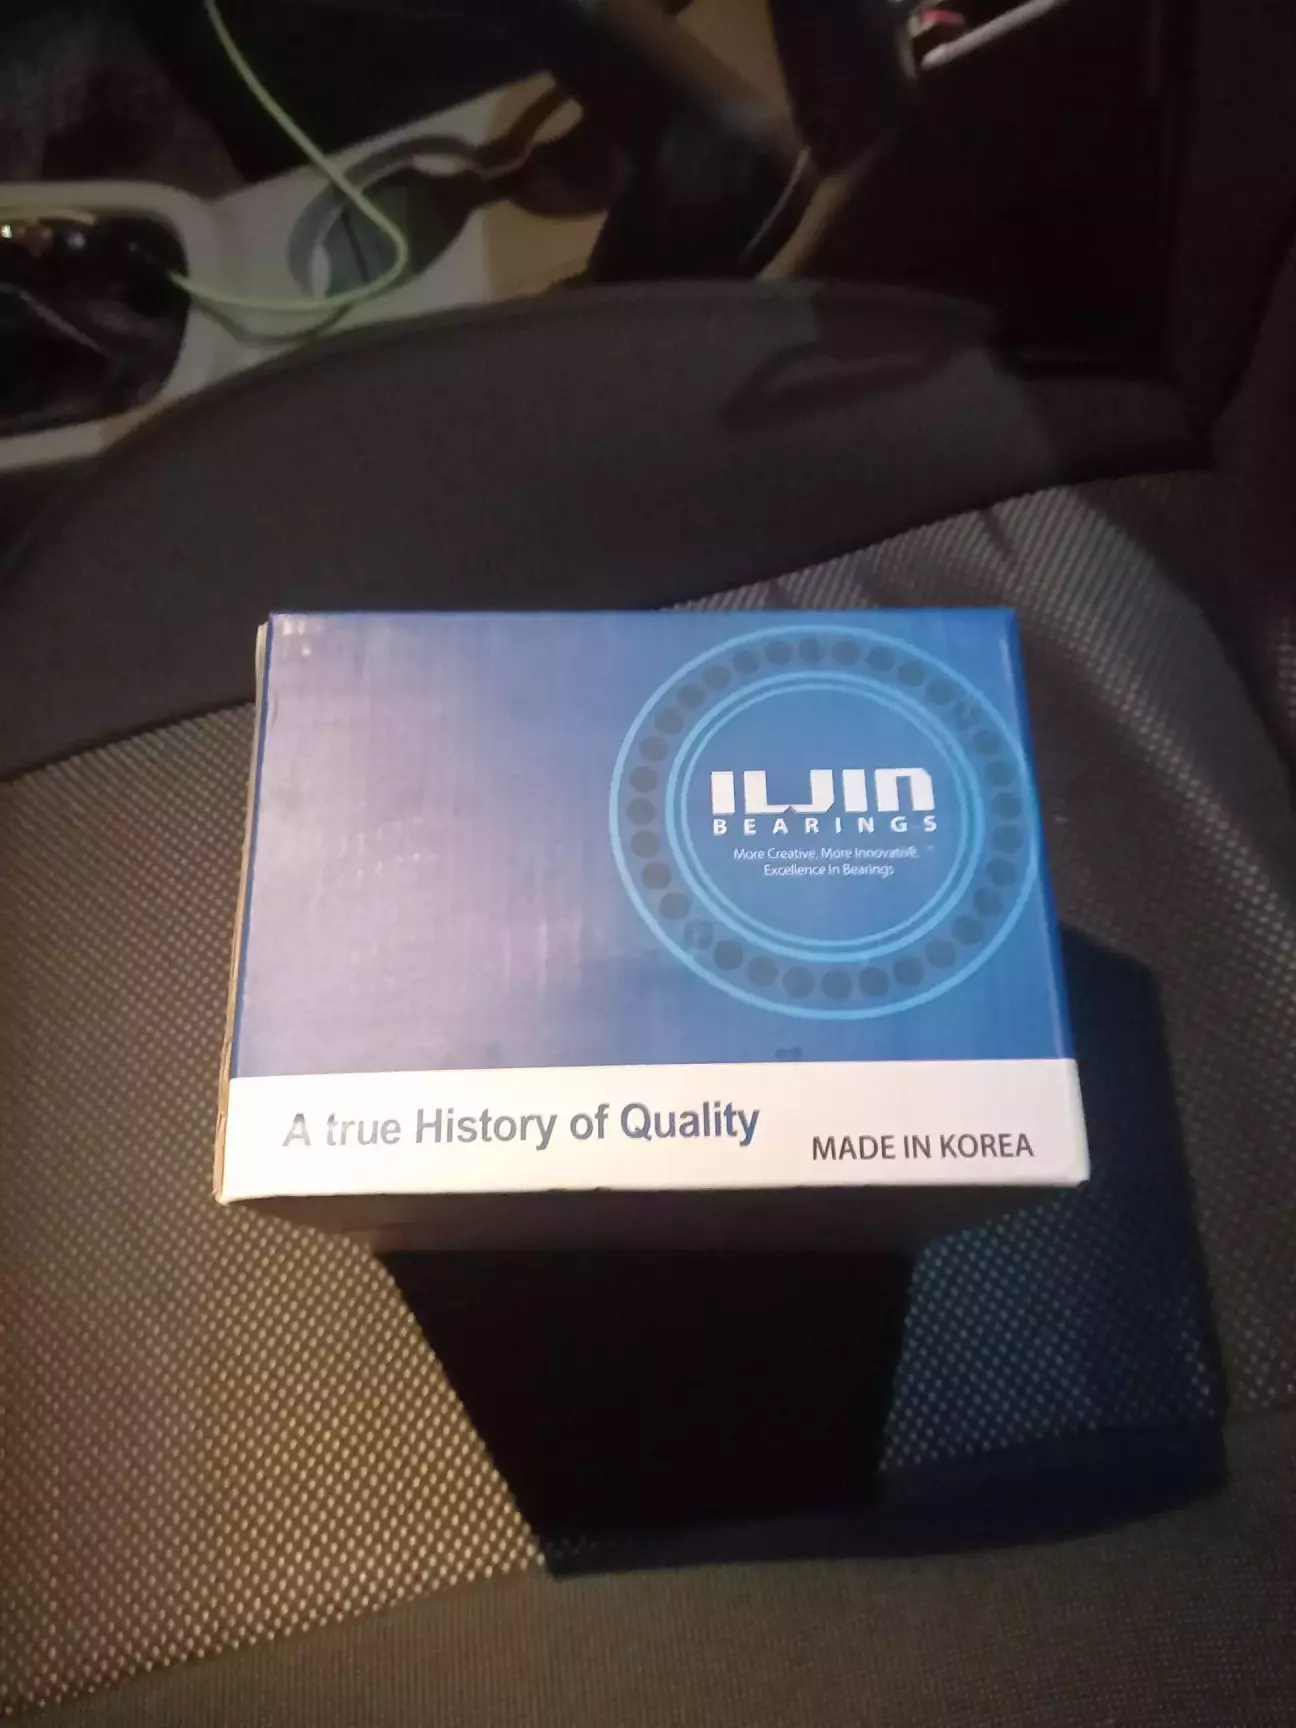 ILJIN
BEARINGS
More Creative, More Innovative,
Excellence In Bearings
A true History of Quality
MADE IN KOREA